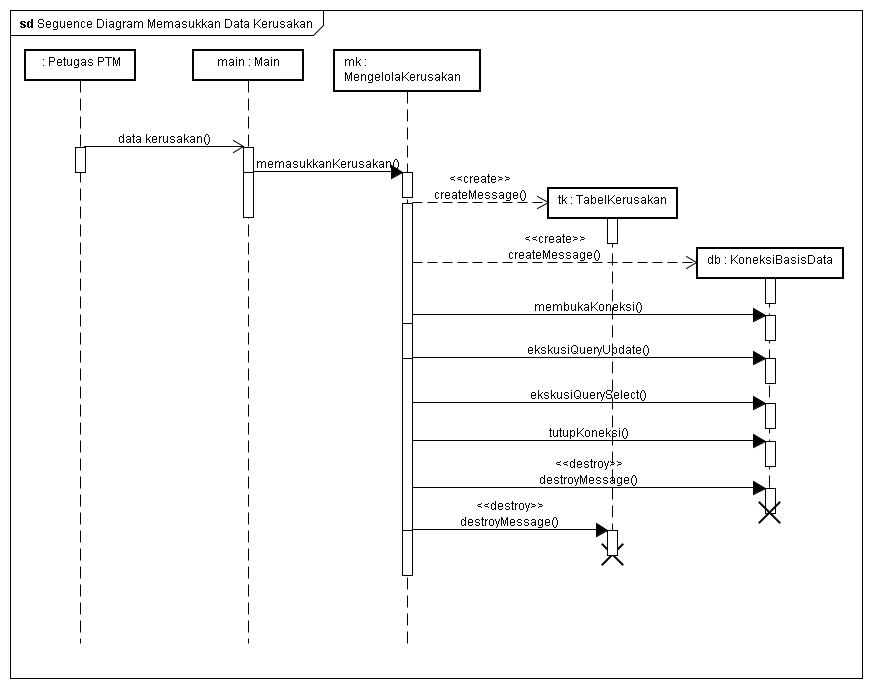 sd Seguence Diagram Memasukkan Data Kerusakan
: Petugas PTM
main : Main
mk :
MengelolaKerusakan
data kerusakan()
memasukkanKerusakan()
<<create>>
createMessage()
tk : TabelKerusakan
<<create>>
createMessage()
db : KoneksiBasisData
membukaKoneksi()
ekskusiQueryUpdate()
ekskusiQuerySelect()
tutupKoneksi()
<<destroy>>
destroyMessage()
<<destroy>>
destroyMessage()